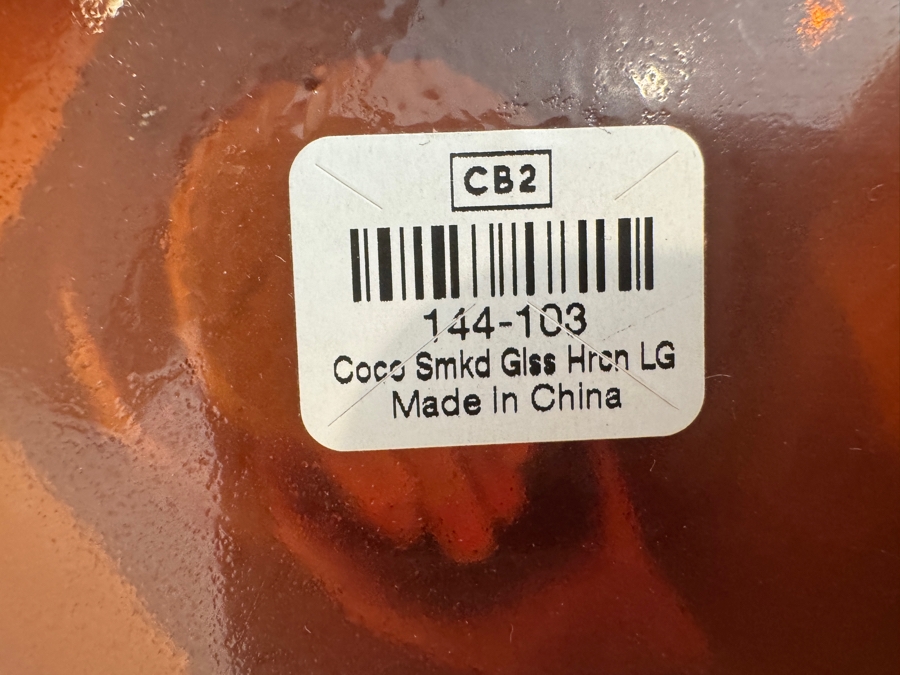 CB2
144-103
Coco Smkd Glss Hrcn LG
Made In China